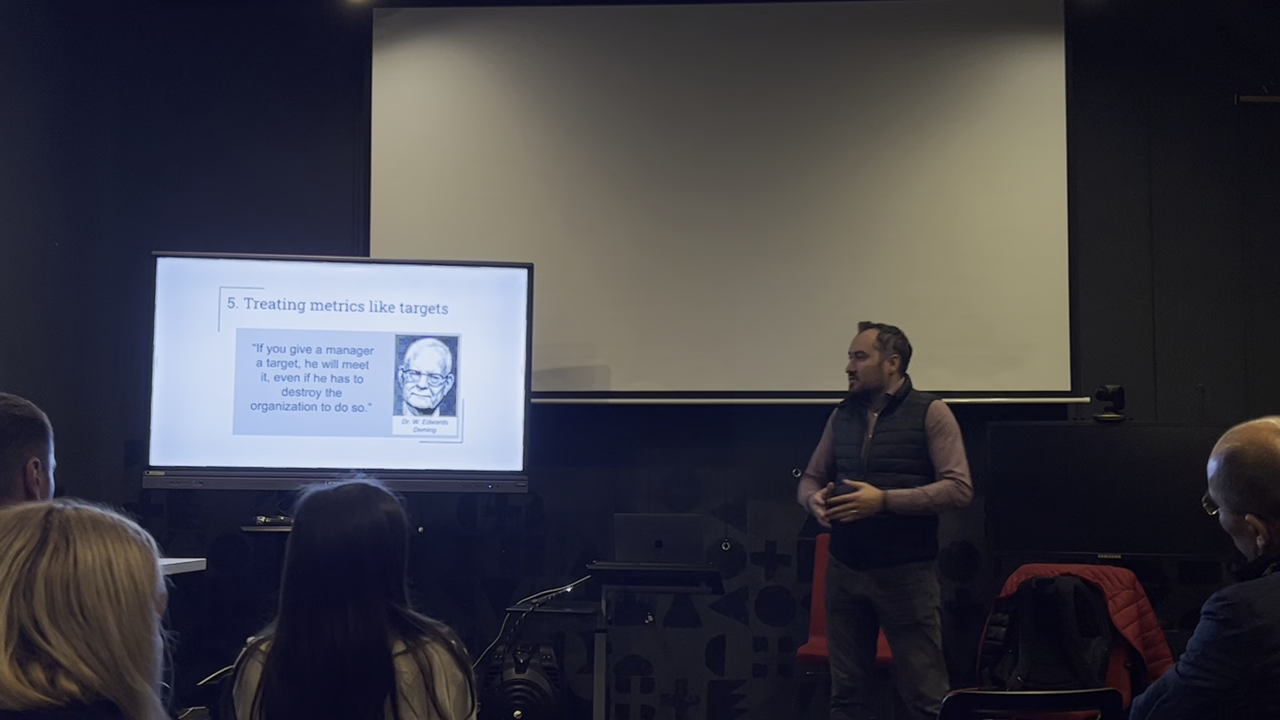 5. Treating metrics like targets
"If you give a manager
a target, he will meet
it, even if he has to
destroy the
organization to do so."
Dr. W. Edwards
Deming
SAMSUNG